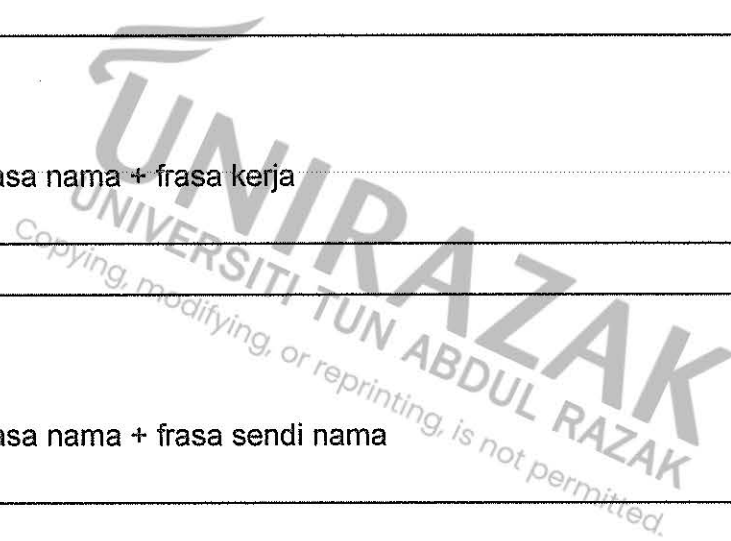 asa nama + frasa kerja
asa nama + frasa sendi nama
UNIRAZAK
UNIVERSITI TUN ABDUL RAZAK
Copying, modifying, or reprinting, is not permitted.